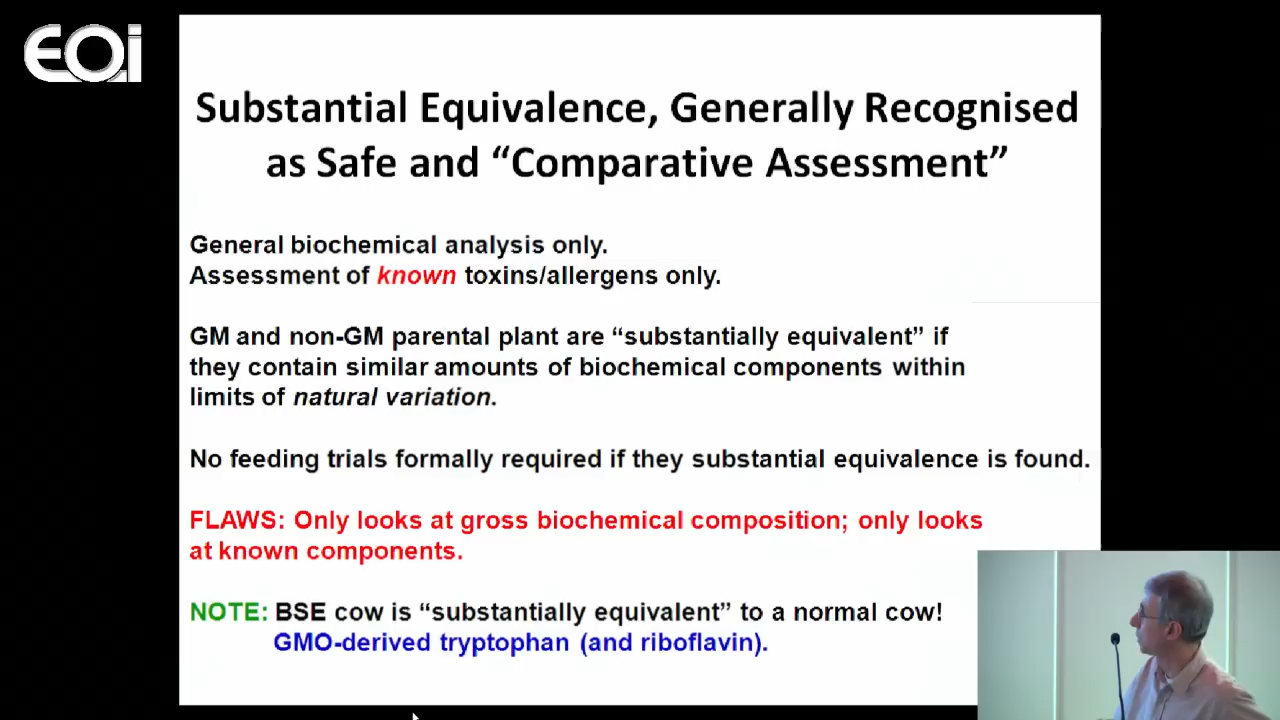 EOi
Substantial Equivalence, Generally Recognised
as Safe and “Comparative Assessment”
General biochemical analysis only.
Assessment of known toxins/allergens only.
GM and non-GM parental plant are “substantially equivalent” if
they contain similar amounts of biochemical components within
limits of natural variation.
No feeding trials formally required if they substantial equivalence is found.
FLAWS: Only looks at gross biochemical composition; only looks
at known components.
NOTE: BSE cow is “substantially equivalent” to a normal cow!
GMO-derived tryptophan (and riboflavin).